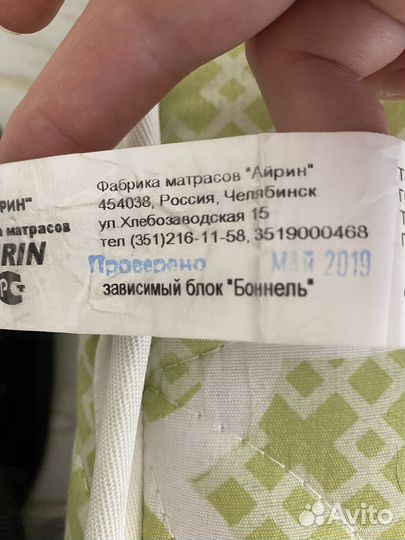 РИН"
а матрасов
RIN
Фабрика матрасов "Айрин"
454038, Россия, Челябинск
ул.Хлебозаводская 15
тел (351)216-11-58, 3519000468
Проверено МАЙ 2019
зависимый блок "Боннель"
Avito